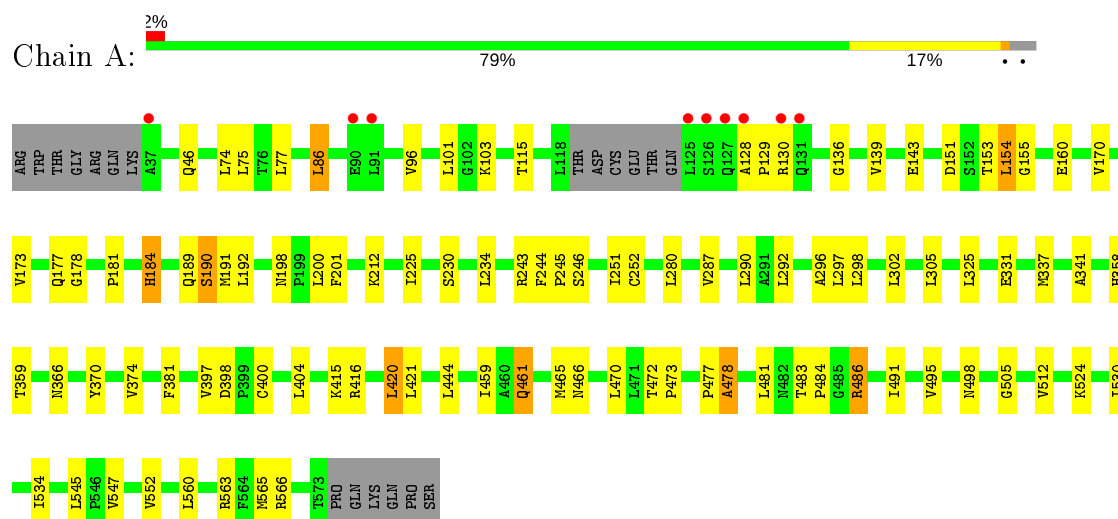 2%
Chain A:
79% 17% • •
ARG TRP THR GLY ARG GLN LYS A37 Q46 L74 L75 T76 L77 L86 E90 L91 V96 L101 G102 K103 T115 L118 THR ASP CYS GLU THR GLN L125 S126 Q127 A128 P129 R130 Q131 G136 V139 E143 D151 S152 T153 L154 G155 E160 V170
V173 Q177 G178 P181 H184 Q189 S190 M191 L192 N198 P199 L200 F201 K212 I225 S230 L234 R243 F244 P245 S246 I251 C252 L280 V287 L290 A291 L292 A296 L297 L298 L302 L305 L325 E331 M337 A341 H358
T359 N366 Y370 V374 F381 V397 D398 P399 C400 L404 K415 R416 L420 L421 L444 I459 A460 Q461 M465 N466 L470 L471 T472 P473 P477 A478 L481 N482 T483 P484 G485 R486 I491 V495 N498 G505 V512 K524
I534 L545 P546 V547 V552 L560 R563 F564 M565 R566 T573 PRO GLN LYS GLN PRO SER